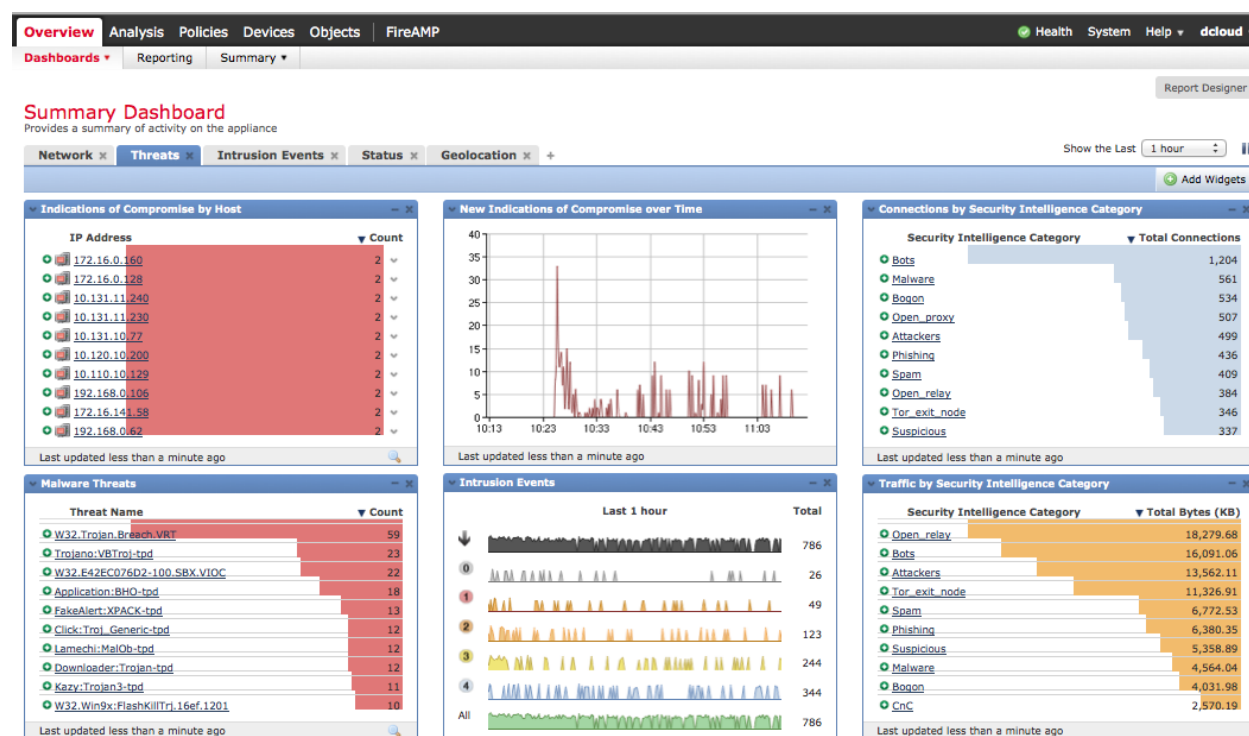 Overview Analysis Policies Devices Objects FireAMP Health System Help dcloud
Dashboards Reporting Summary
Report Designer
Summary Dashboard
Provides a summary of activity on the appliance
Network Threats Intrusion Events Status Geolocation + Show the Last 1 hour
Add Widgets
Indications of Compromise by Host
IP Address Count
172.16.0.160 2
172.16.0.128 2
10.131.11.240 2
10.131.11.230 2
10.131.10.77 2
10.120.10.200 2
10.110.10.129 2
192.168.0.106 2
172.16.141.58 2
192.168.0.62 2
Last updated less than a minute ago
New Indications of Compromise over Time
40
35
30
25
20
15
10
5
0
10:13 10:23 10:33 10:43 10:53 11:03
Last updated less than a minute ago
Connections by Security Intelligence Category
Security Intelligence Category Total Connections
Bots 1,204
Malware 561
Bogon 534
Open_proxy 507
Attackers 499
Phishing 436
Spam 409
Open_relay 384
Tor_exit_node 346
Suspicious 337
Last updated less than a minute ago
Malware Threats
Threat Name Count
W32.Trojan.Breach.VRT 59
Trojano:VBTroj-tpd 23
W32.E42EC076D2-100.SBX.VIOC 22
Application:BHO-tpd 18
FakeAlert:XPACK-tpd 13
Click:Troj_Generic-tpd 12
Lamechi:MalOb-tpd 12
Downloader:Trojan-tpd 12
Kazy:Trojan3-tpd 11
W32.Win9x:FlashKillTrj.16ef.1201 10
Last updated less than a minute ago
Intrusion Events
Last 1 hour Total
786
0 26
1 49
2 123
3 244
4 344
All 786
Traffic by Security Intelligence Category
Security Intelligence Category Total Bytes (KB)
Open_relay 18,279.68
Bots 16,091.06
Attackers 13,562.11
Tor_exit_node 11,326.91
Spam 6,772.53
Phishing 6,380.35
Suspicious 5,358.89
Malware 4,564.04
Bogon 4,031.98
CnC 2,570.19
Last updated less than a minute ago